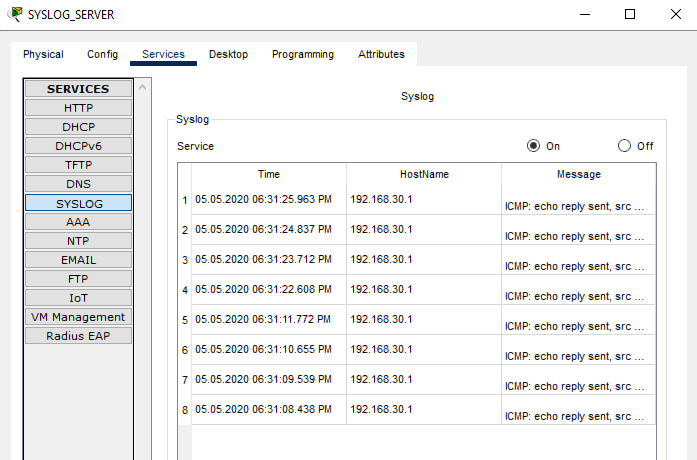 SYSLOG_SERVER
Physical Config Services Desktop Programming Attributes
SERVICES
HTTP
DHCP
DHCPv6
TFTP
DNS
SYSLOG
AAA
NTP
EMAIL
FTP
IoT
VM Management
Radius EAP
Syslog
Syslog
Service On Off
Time HostName Message
1 05.05.2020 06:31:25.963 PM 192.168.30.1 ICMP: echo reply sent, src ...
2 05.05.2020 06:31:24.837 PM 192.168.30.1 ICMP: echo reply sent, src ...
3 05.05.2020 06:31:23.712 PM 192.168.30.1 ICMP: echo reply sent, src ...
4 05.05.2020 06:31:22.608 PM 192.168.30.1 ICMP: echo reply sent, src ...
5 05.05.2020 06:31:11.772 PM 192.168.30.1 ICMP: echo reply sent, src ...
6 05.05.2020 06:31:10.655 PM 192.168.30.1 ICMP: echo reply sent, src ...
7 05.05.2020 06:31:09.539 PM 192.168.30.1 ICMP: echo reply sent, src ...
8 05.05.2020 06:31:08.438 PM 192.168.30.1 ICMP: echo reply sent, src ...